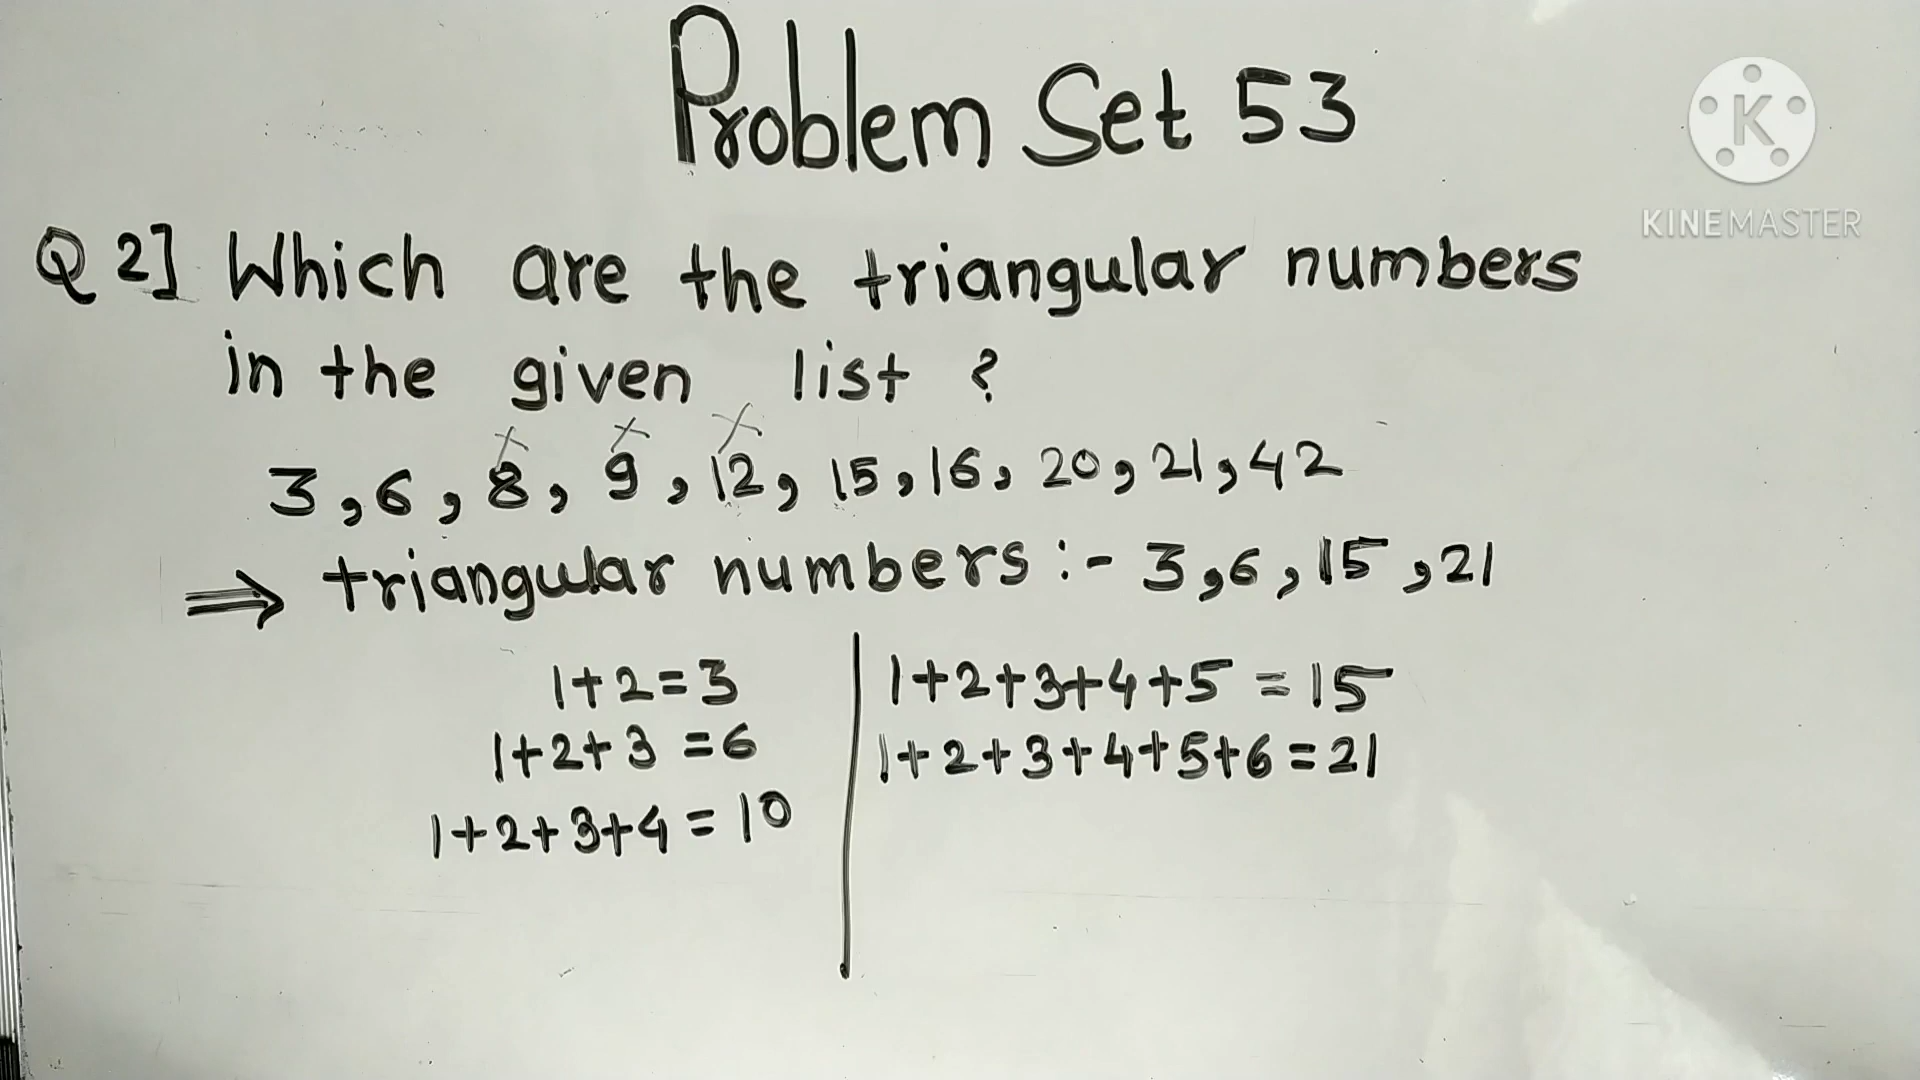 Problem Set 53
K
KINEMASTER
Q 2] Which are the triangular numbers
in the given list ?
3, 6, 8, 9, 12, 15, 16, 20, 21, 42
⇒ triangular numbers :- 3, 6, 15, 21
1+2=3
1+2+3=6
1+2+3+4=10
1+2+3+4+5=15
1+2+3+4+5+6=21